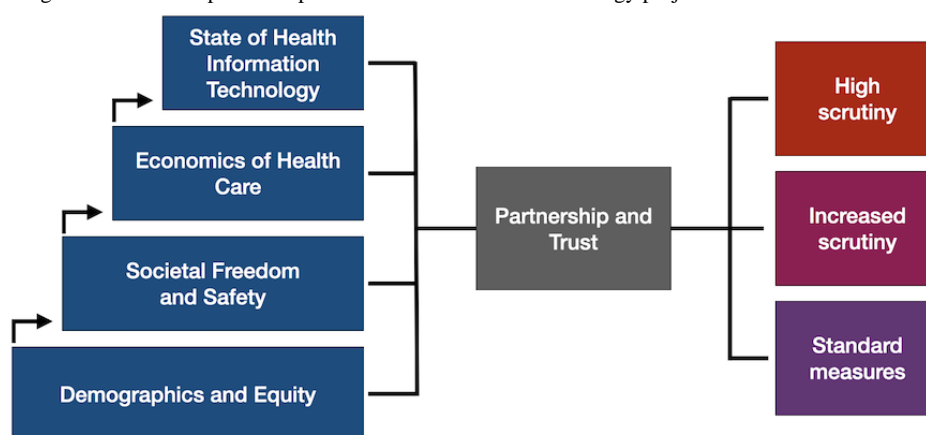 State of Health
Information
Technology
Economics of Health
Care
Societal Freedom
and Safety
Demographics and Equity
Partnership and
Trust
High
scrutiny
Increased
scrutiny
Standard
measures